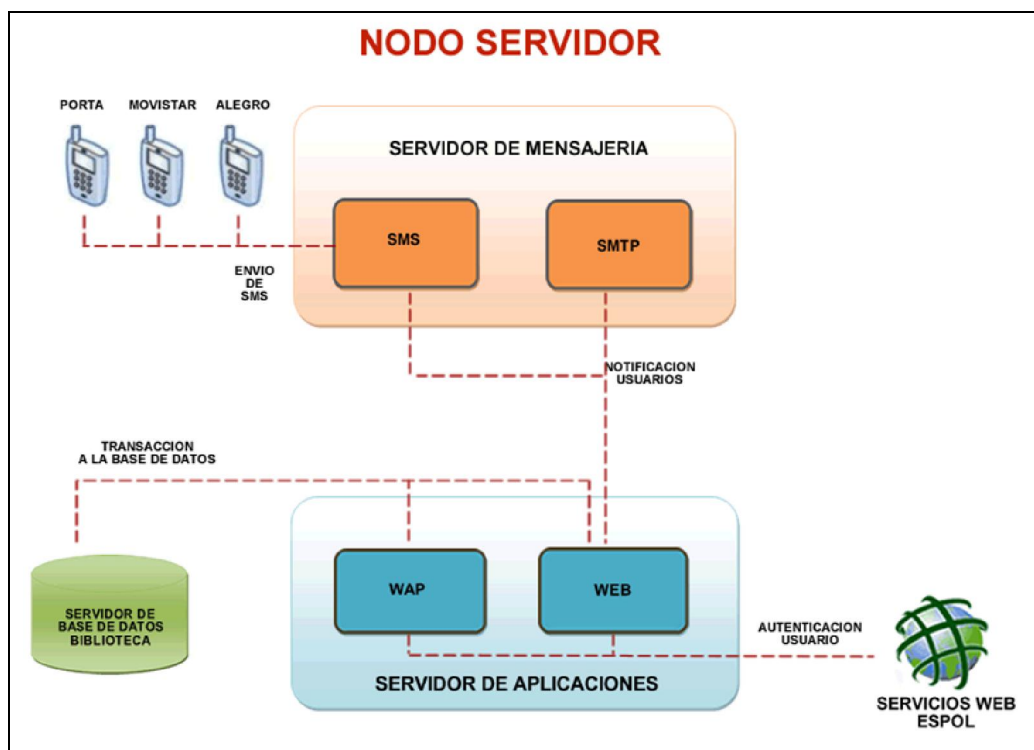 NODO SERVIDOR
PORTA
MOVISTAR
ALEGRO
SERVIDOR DE MENSAJERIA
SMS
SMTP
ENVIO
DE
SMS
NOTIFICACION
USUARIOS
TRANSACCION
A LA BASE DE DATOS
SERVIDOR DE
BASE DE DATOS
BIBLIOTECA
WAP
WEB
AUTENTICACION
USUARIO
SERVIDOR DE APLICACIONES
SERVICIOS WEB
ESPOL